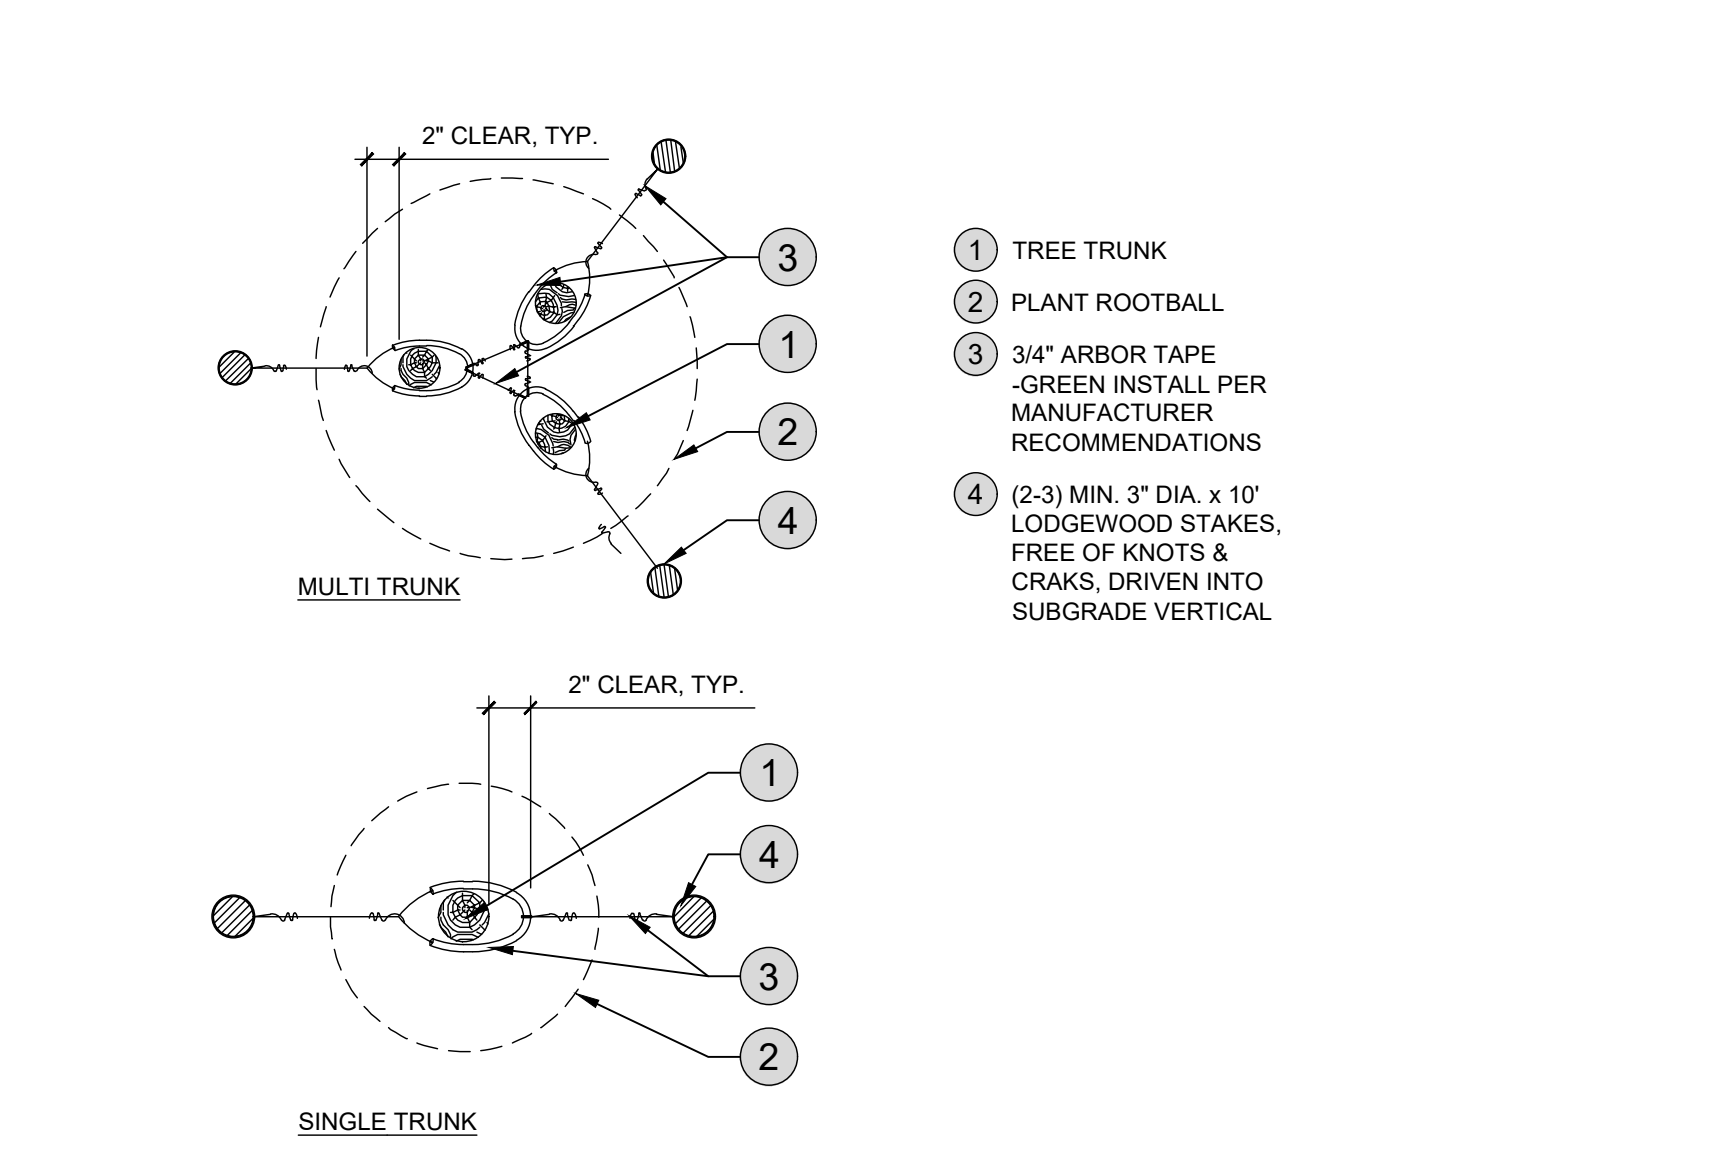 2" CLEAR, TYP.
3
1
2
4
MULTI TRUNK
2" CLEAR, TYP.
1
4
3
2
SINGLE TRUNK
1 TREE TRUNK
2 PLANT ROOTBALL
3 3/4" ARBOR TAPE
-GREEN INSTALL PER
MANUFACTURER
RECOMMENDATIONS
4 (2-3) MIN. 3" DIA. x 10'
LODGEWOOD STAKES,
FREE OF KNOTS &
CRAKS, DRIVEN INTO
SUBGRADE VERTICAL